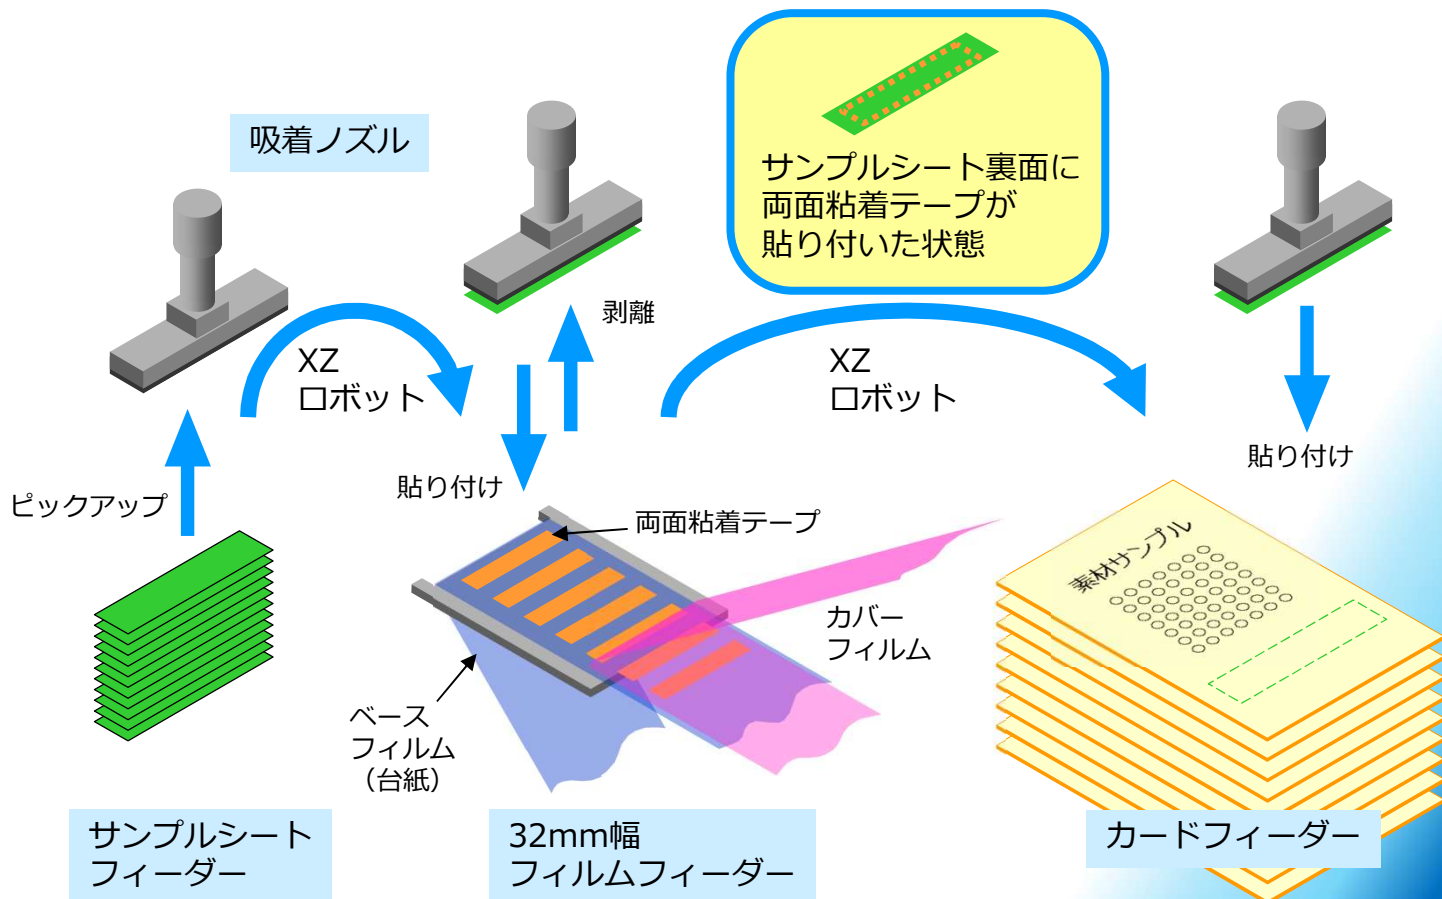 吸着ノズル
サンプルシート裏面に
両面粘着テープが
貼り付いた状態
剥離
XZ
ロボット
XZ
ロボット
ピックアップ
貼り付け
貼り付け
両面粘着テープ
素材サンプル
カバー
フィルム
ベース
フィルム
（台紙）
サンプルシート
フィーダー
32mm幅
フィルムフィーダー
カードフィーダー